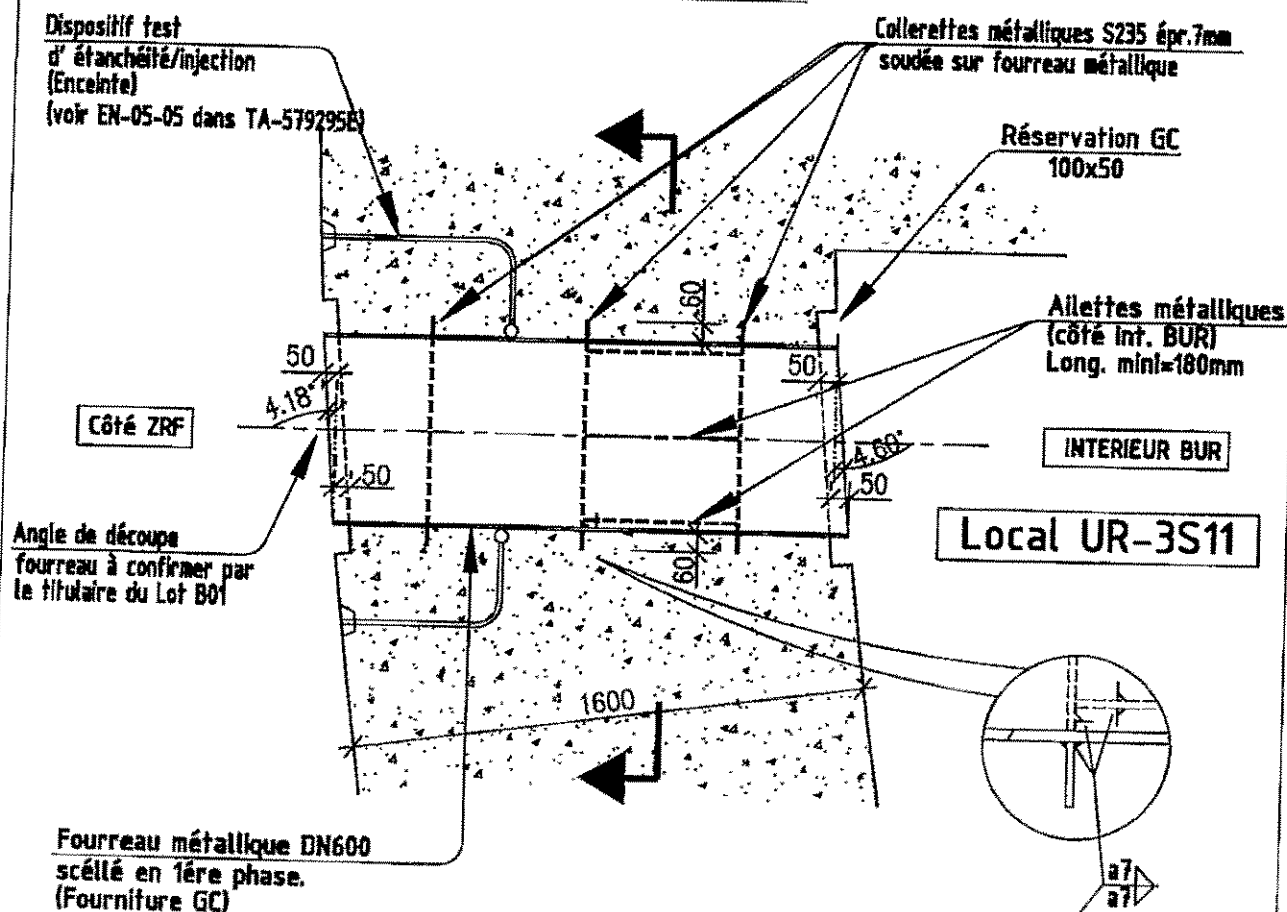 Dispositif test
d' étanchéité/injection
(Enceinte)
(voir EN-05-05 dans TA-579295E)
Collerettes métalliques S235 épr.7mm
soudée sur fourreau métallique
Réservation GC
100x50
60
Ailettes métalliques
(côté int. BUR)
Long. mini=180mm
50
50
4.18°
Côté ZRF
4.60°
INTERIEUR BUR
50
50
Angle de découpe
fourreau à confirmer par
le titulaire du Lot B01
Local UR-3S11
60
1600
Fourreau métallique DN600
scéllé en 1ére phase.
(Fourniture GC)
a7
a7